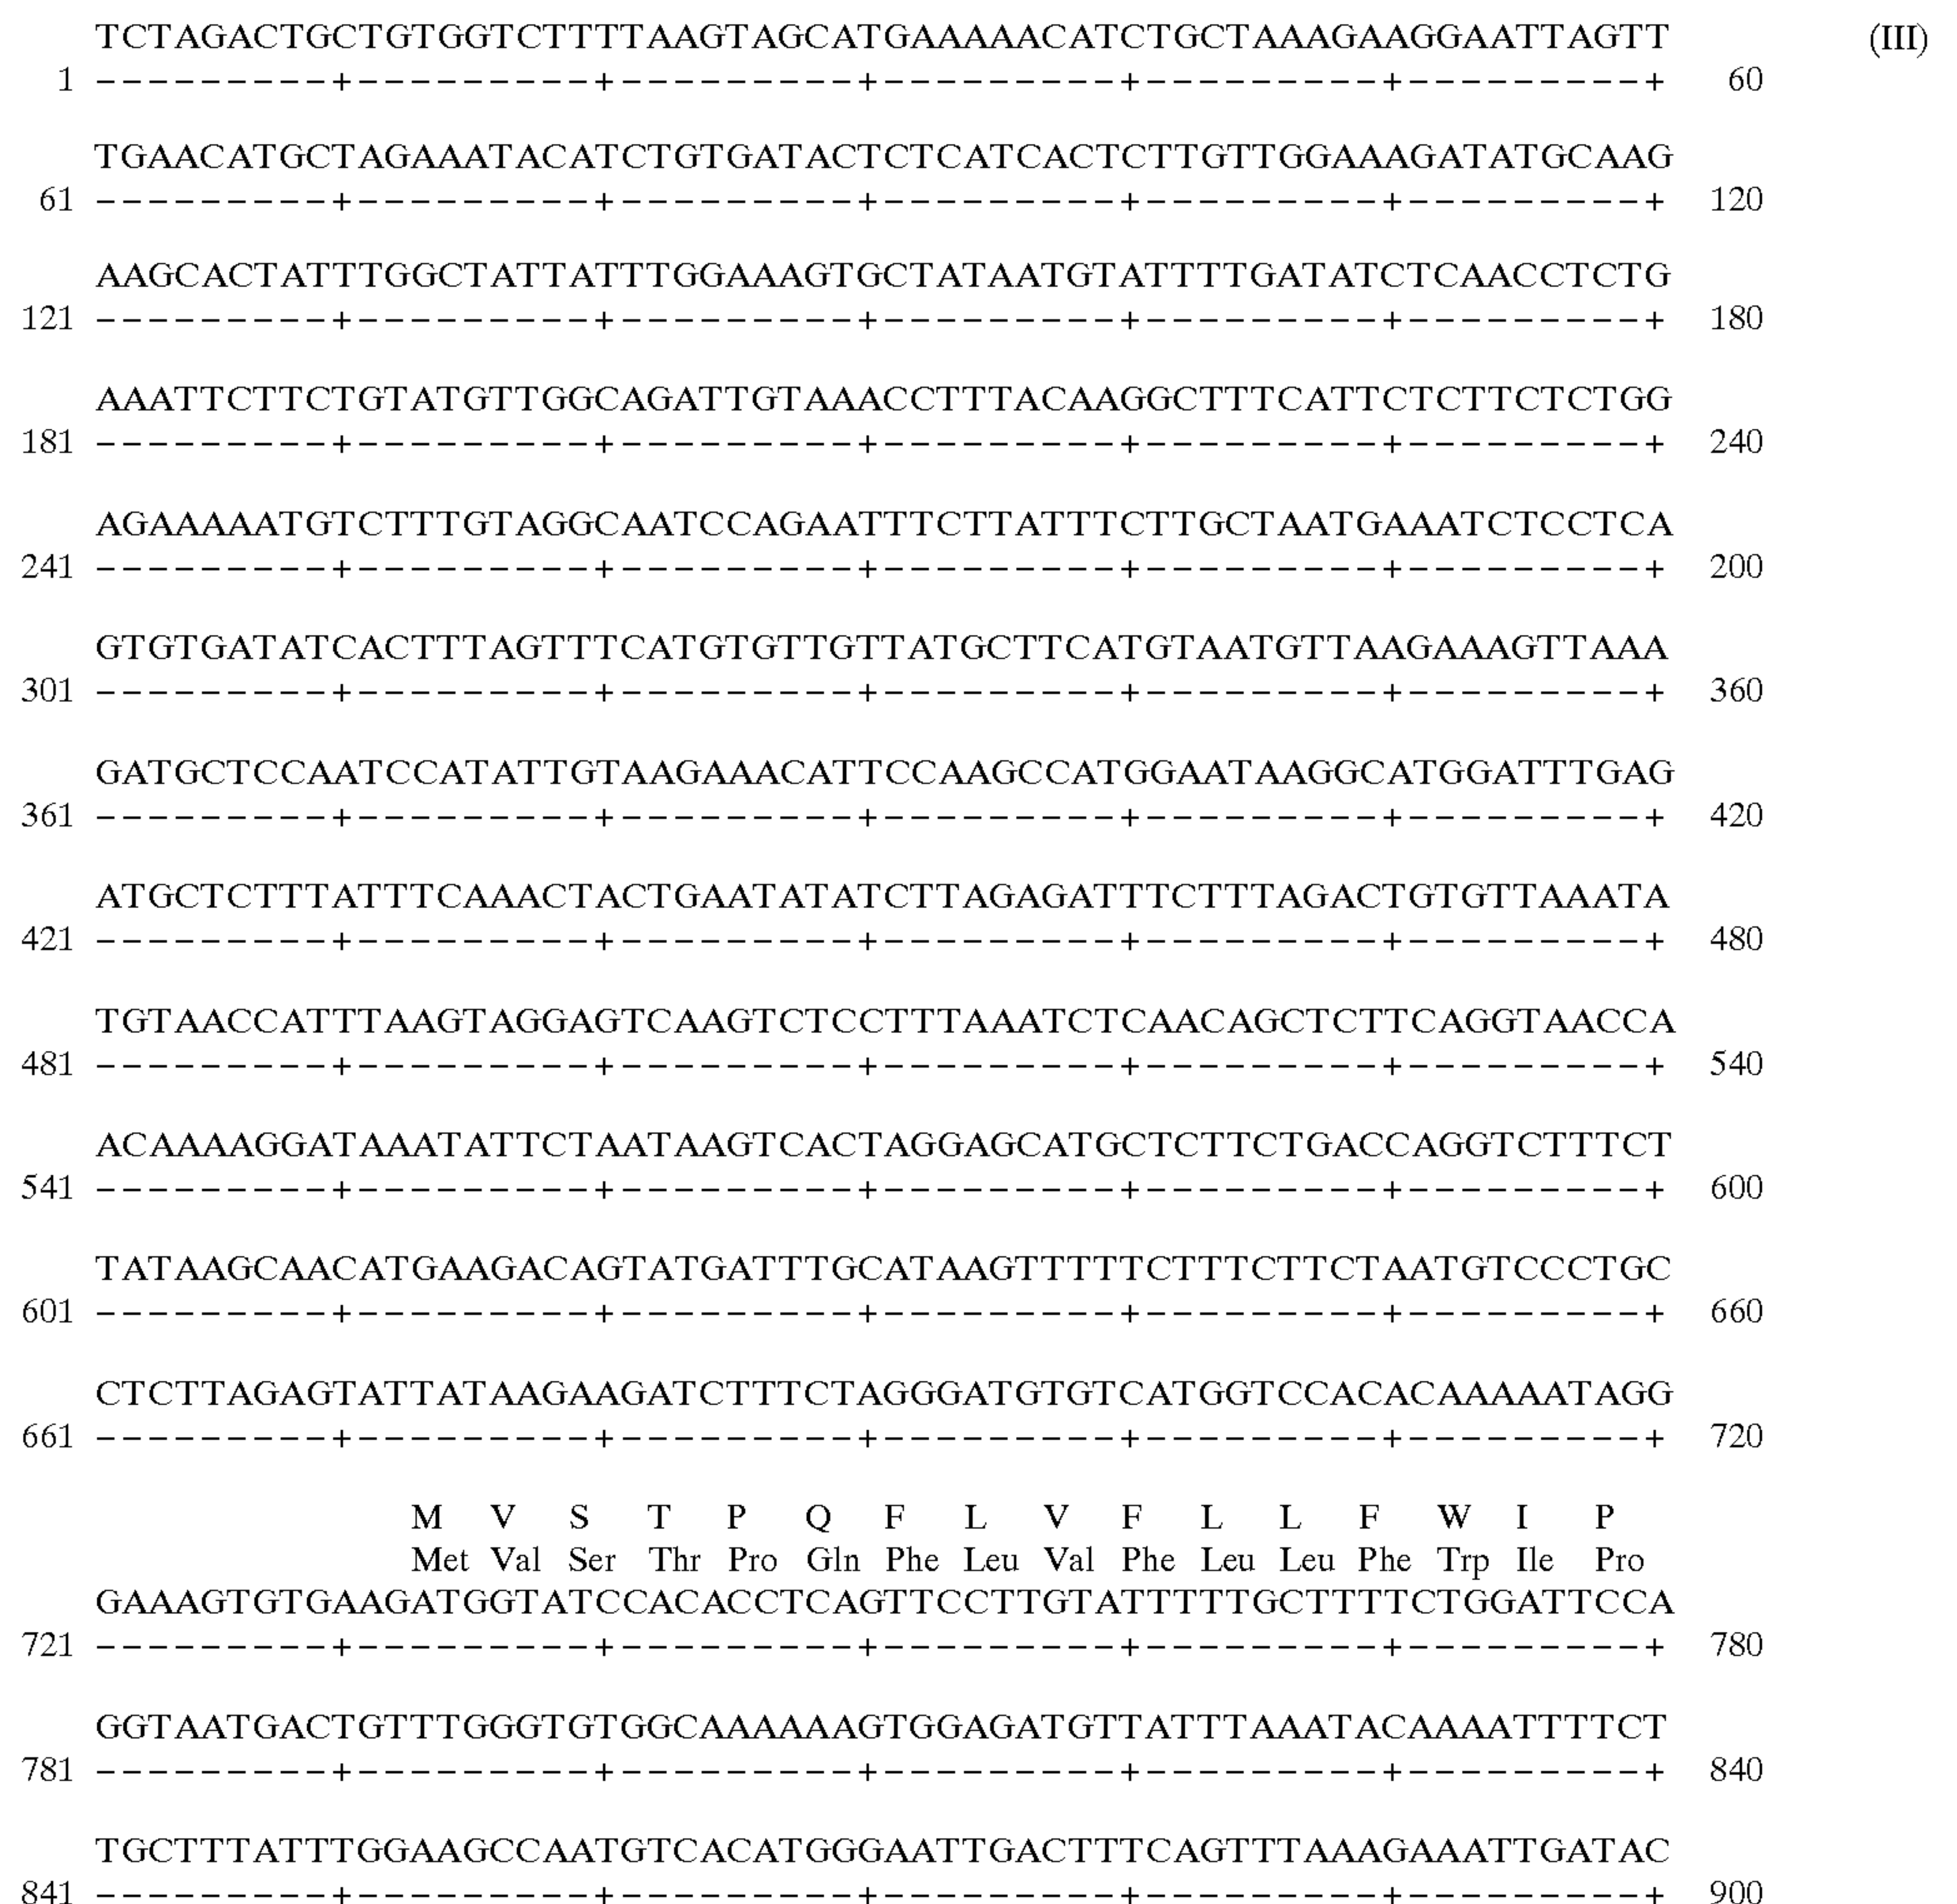 TCTAGACTGCTGTGGTCTTTTTAAGTAGCATGAAAAACATCTGCTAAAGAAGGAATTAGTT (III)
1 ---------+---------+---------+---------+---------+---------+ 60
TGAACATGCTAGAAATACATCTGTGATACTCTCATCACTCTTGTTGGAAAGATATGCAAG
61 ---------+---------+---------+---------+---------+---------+ 120
AAGCACTATTTGGCTATTATTTGGAAAGTGCTATAATGTATTTTGATATCTCAACCTCTG
121 ---------+---------+---------+---------+---------+---------+ 180
AAATTCTTCTGTATGTTGGCAGATTGTAAACCTTTACAAGGCTTTCATTCTCTTCTCTGG
181 ---------+---------+---------+---------+---------+---------+ 240
AGAAAAATGTCTTTGTAGGCAATCCAGAATTTCTTATTTCTTGCTAATGAAATCTCCTCA
241 ---------+---------+---------+---------+---------+---------+ 200
GTGTGATATCACTTTAGTTTCATGTGTTGTTATGCTTCATGTAATGTTAAGAAAGTTAAA
301 ---------+---------+---------+---------+---------+---------+ 360
GATGCTCCAATCCATATTGTAAGAAACATTCCAAGCCATGGAATAAGGCATGGATTTGAG
361 ---------+---------+---------+---------+---------+---------+ 420
ATGCTCTTTATTTCAAACTACTGAATATATCTTAGAGATTTCTTTAGACTGTGTTAAATA
421 ---------+---------+---------+---------+---------+---------+ 480
TGTAACCATTTAAGTAGGAGTCAAGTCTCCTTTAAATCTCAACAGCTCTTCAGGTAACCA
481 ---------+---------+---------+---------+---------+---------+ 540
ACAAAAGGATAAATATTCTAATAAGTCACTAGGAGCATGCTCTTCTGACCAGGTCTTTCT
541 ---------+---------+---------+---------+---------+---------+ 600
TATAAGCAACATGAAGACAGTATGATTTGCATAAGTTTTTCTTTCTTCTAATGTCCCTGC
601 ---------+---------+---------+---------+---------+---------+ 660
CTCTTAGAGTATTATAAGAAGATCTTTCTAGGGATGTGTCATGGTCCACACAAAAATAGG
661 ---------+---------+---------+---------+---------+---------+ 720
M V S T P Q F L V F L L F W I P
Met Val Ser Thr Pro Gln Phe Leu Val Phe Leu Leu Phe Trp Ile Pro
GAAAGTGTGAAGATGGTATCCACACCTCAGTTCCTTGTATTTTTGCTTTTCTGGATTCCA
721 ---------+---------+---------+---------+---------+---------+ 780
GGTAATGACTGTTTGGGTGTGGCAAAAAAGTGGAGATGTTATTTAAATACAAAATTTTCT
781 ---------+---------+---------+---------+---------+---------+ 840
TGCTTTATTTGGAAGCCAATGTCACATGGGAATTGACTTTCAGTTTAAAGAAATTGATAC
841 ---------+---------+---------+---------+---------+---------+ 900